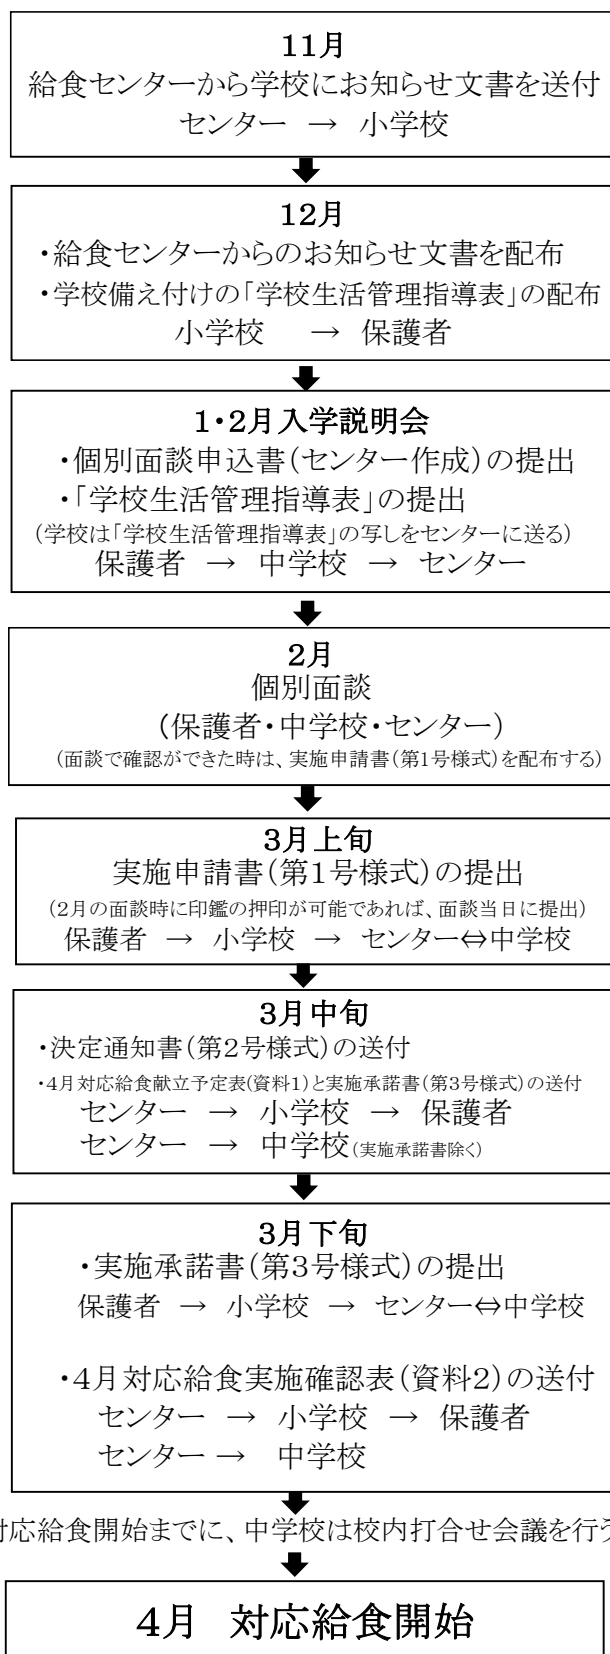 11月
給食センターから学校にお知らせ文書を送付
センター → 小学校
12月
・給食センターからのお知らせ文書を配布
・学校備え付けの「学校生活管理指導表」の配布
小学校 → 保護者
1・2月入学説明会
・個別面談申込書(センター作成)の提出
・「学校生活管理指導表」の提出
(学校は「学校生活管理指導表」の写しをセンターに送る)
保護者 → 中学校 → センター
2月
個別面談
(保護者・中学校・センター)
(面談で確認ができた時は、実施申請書(第1号様式)を配布する)
3月上旬
実施申請書(第1号様式)の提出
(2月の面談時に印鑑の押印が可能であれば、面談当日に提出)
保護者 → 小学校 → センター⇔中学校
3月中旬
・決定通知書(第2号様式)の送付
・4月対応給食献立予定表(資料1)と実施承諾書(第3号様式)の送付
センター → 小学校 → 保護者
センター → 中学校(実施承諾書除く)
3月下旬
・実施承諾書(第3号様式)の提出
保護者 → 小学校 → センター⇔中学校
・4月対応給食実施確認表(資料2)の送付
センター → 小学校 → 保護者
センター → 中学校
対応給食開始までに、中学校は校内打合せ会議を行う
4月 対応給食開始